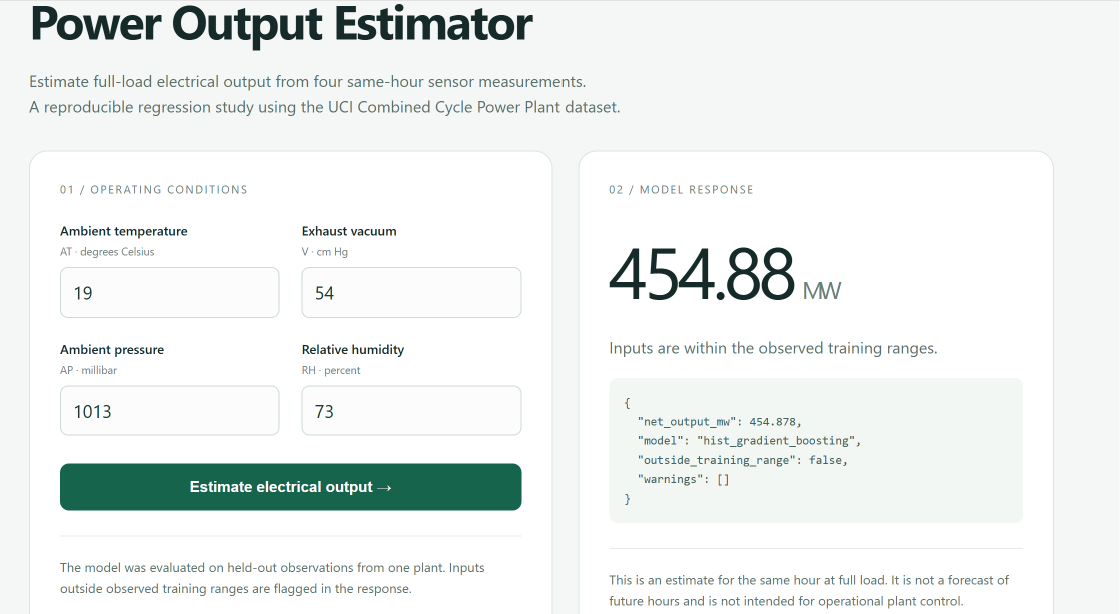 Power Output Estimator
Estimate full-load electrical output from four same-hour sensor measurements.
A reproducible regression study using the UCI Combined Cycle Power Plant dataset.
01 / OPERATING CONDITIONS
Ambient temperature
AT · degrees Celsius
19
Exhaust vacuum
V · cm Hg
54
Ambient pressure
AP · millibar
1013
Relative humidity
RH · percent
73
Estimate electrical output →
The model was evaluated on held-out observations from one plant. Inputs
outside observed training ranges are flagged in the response.
02 / MODEL RESPONSE
454.88 MW
Inputs are within the observed training ranges.
{
  "net_output_mw": 454.878,
  "model": "hist_gradient_boosting",
  "outside_training_range": false,
  "warnings": []
}
This is an estimate for the same hour at full load. It is not a forecast of
future hours and is not intended for operational plant control.